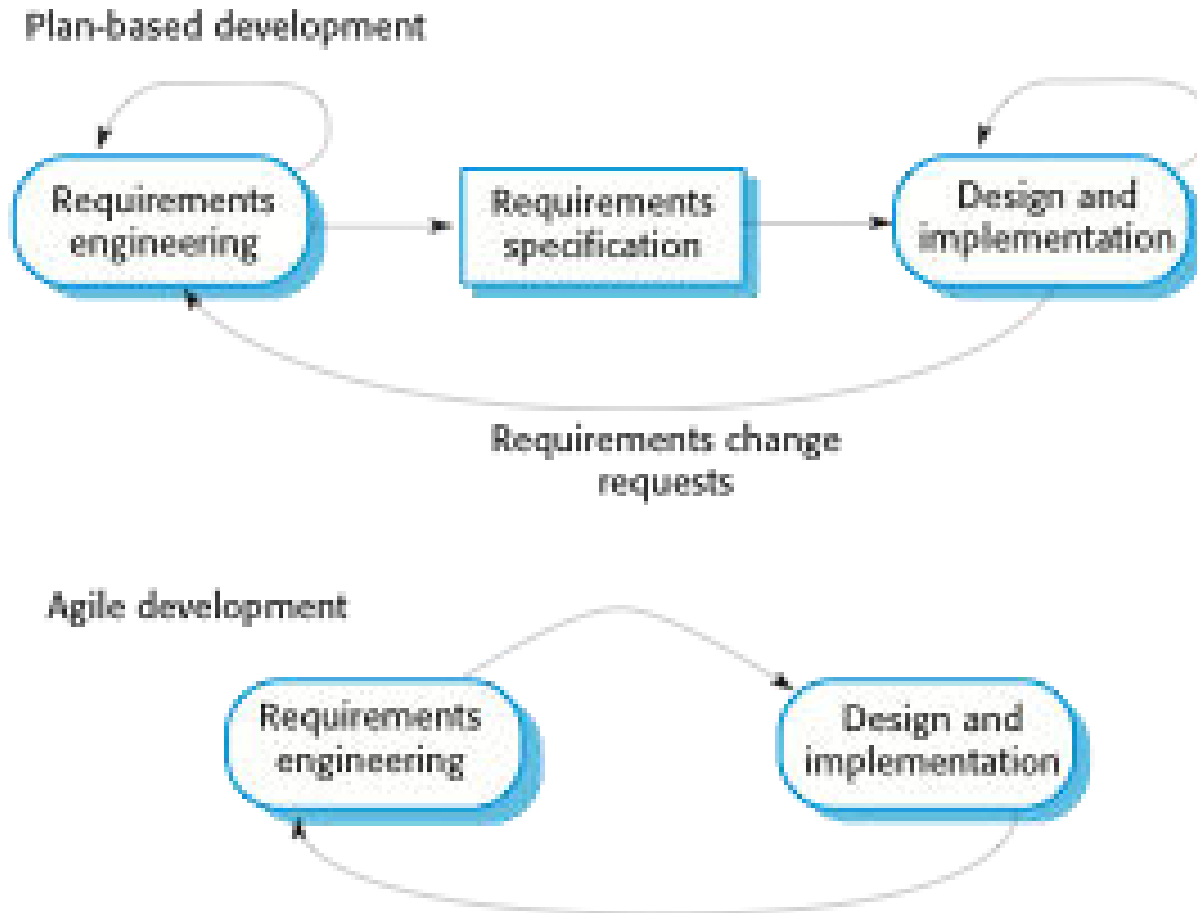 Plan-based development
Requirements
engineering
Requirements
specification
Design and
implementation
Requirements change
requests
Agile development
Requirements
engineering
Design and
implementation